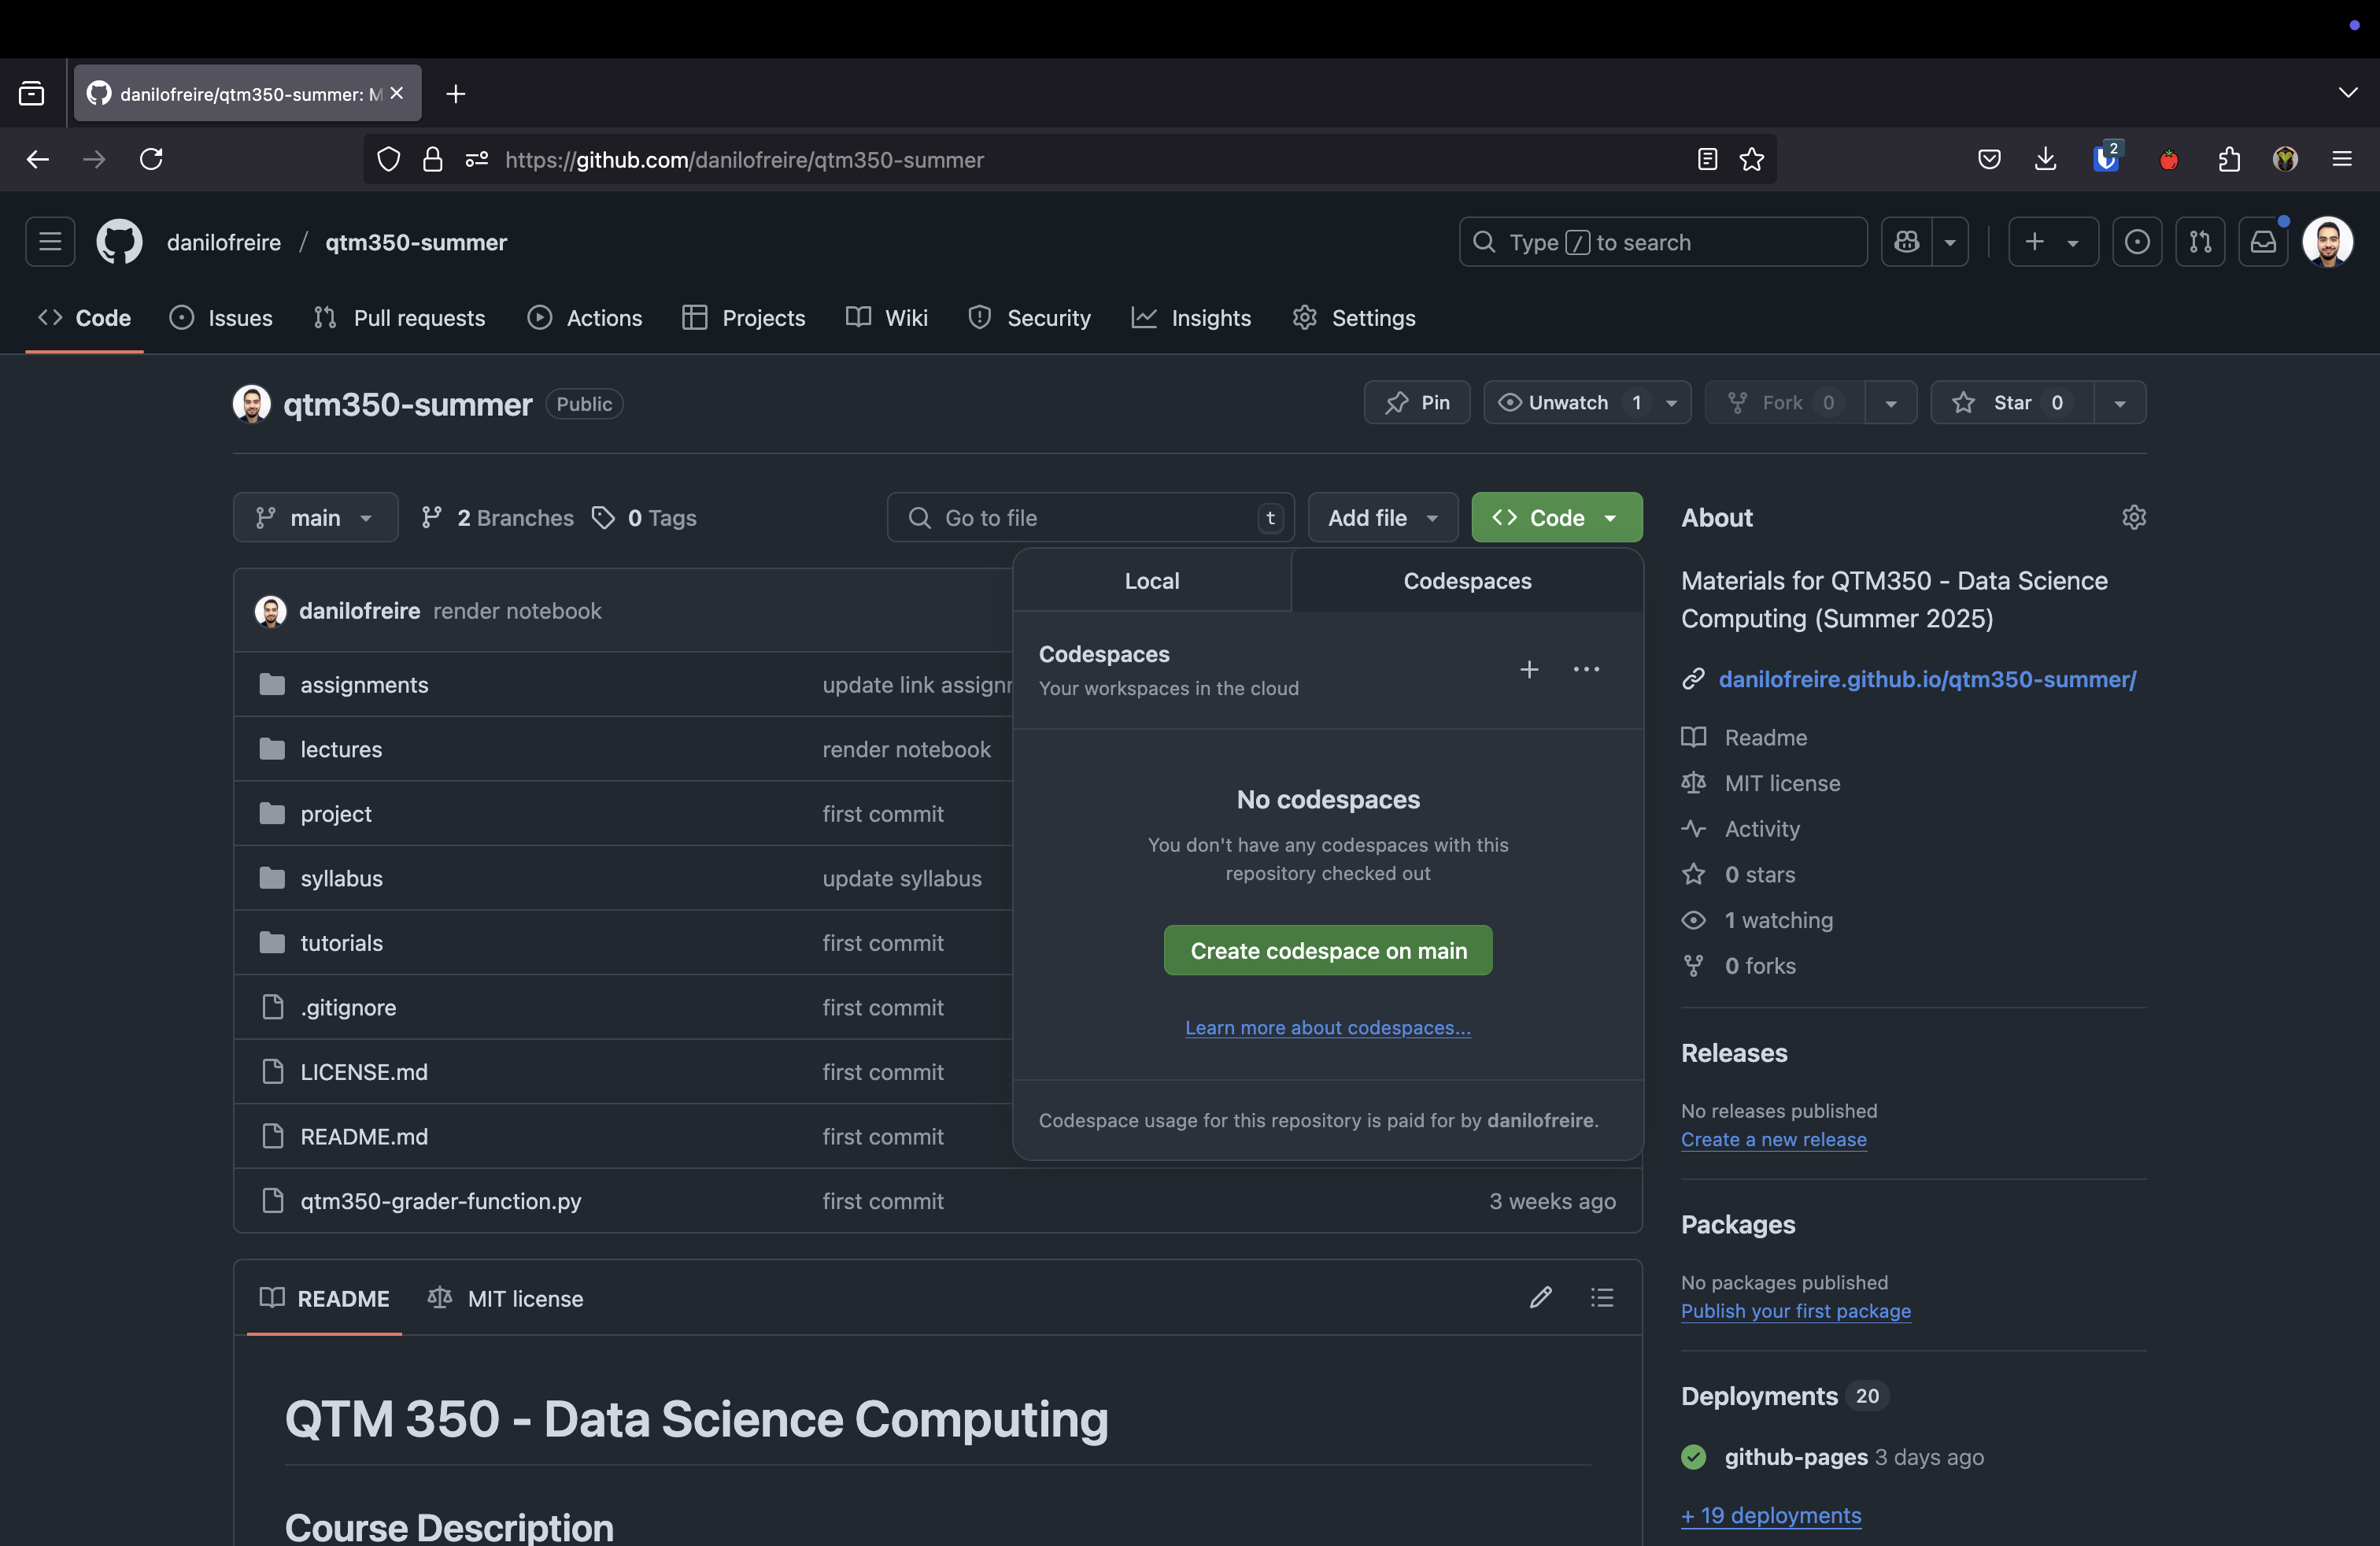 danilofreire/qtm350-summer: M
https://github.com/danilofreire/qtm350-summer
2
danilofreire / qtm350-summer
Type / to search
Code Issues Pull requests Actions Projects Wiki Security Insights Settings
qtm350-summer Public
Pin Unwatch 1 Fork 0 Star 0
main 2 Branches 0 Tags
Go to file t Add file Code
Local Codespaces
Codespaces
Your workspaces in the cloud
No codespaces
You don't have any codespaces with this
repository checked out
Create codespace on main
Learn more about codespaces...
Codespace usage for this repository is paid for by danilofreire.
danilofreire render notebook
assignments update link assignm
lectures render notebook
project first commit
syllabus update syllabus
tutorials first commit
.gitignore first commit
LICENSE.md first commit
README.md first commit
qtm350-grader-function.py first commit 3 weeks ago
README MIT license
QTM 350 - Data Science Computing
Course Description
About
Materials for QTM350 - Data Science
Computing (Summer 2025)
danilofreire.github.io/qtm350-summer/
Readme
MIT license
Activity
0 stars
1 watching
0 forks
Releases
No releases published
Create a new release
Packages
No packages published
Publish your first package
Deployments 20
github-pages 3 days ago
+ 19 deployments